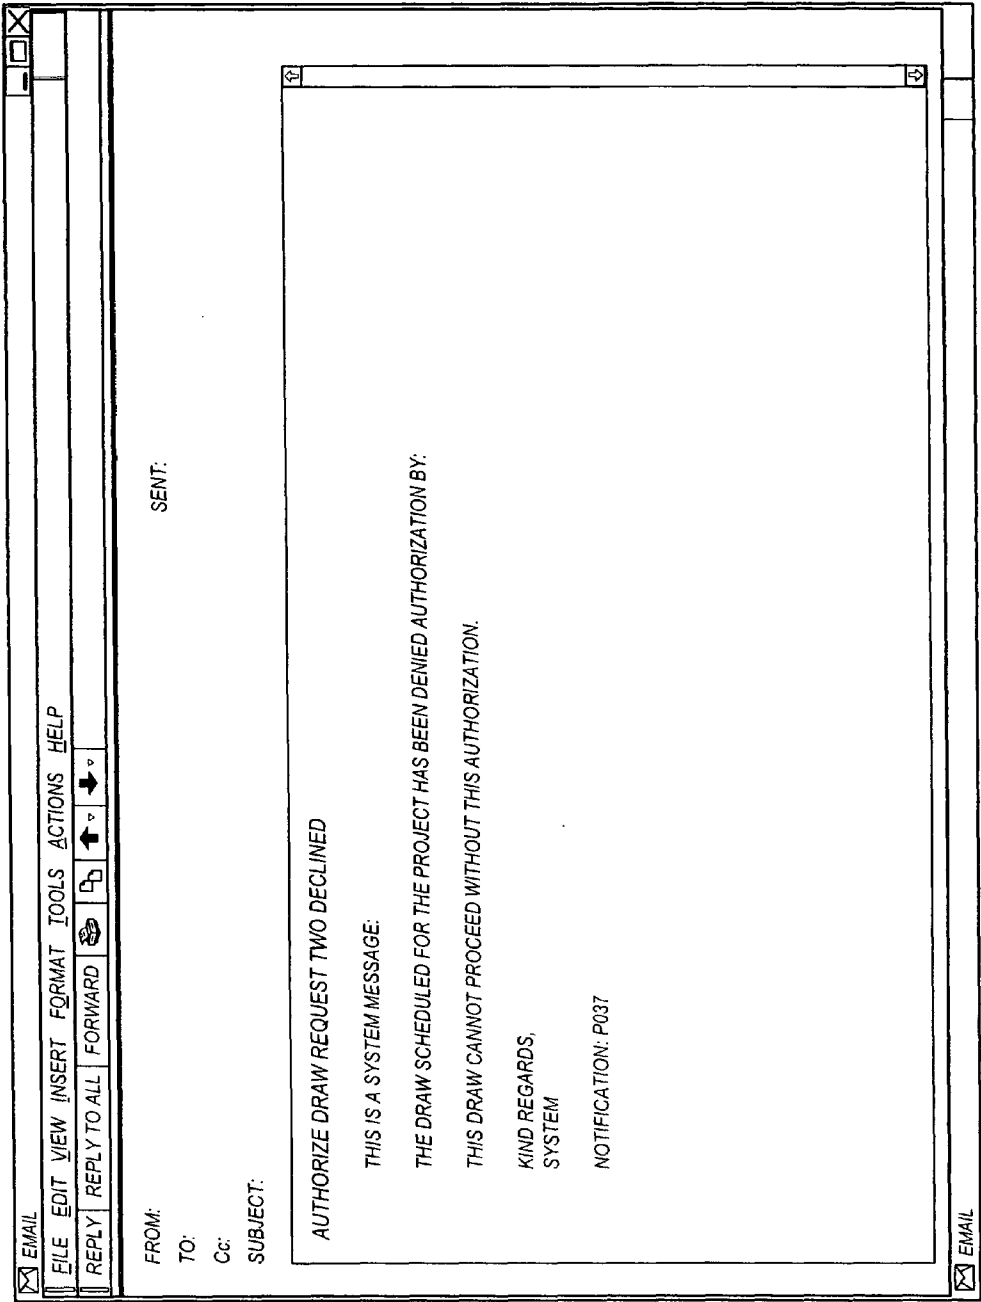 EMAIL
FILE EDIT VIEW INSERT FORMAT TOOLS ACTIONS HELP
REPLY REPLY TO ALL FORWARD
FROM: SENT:
TO:
Cc:
SUBJECT:
AUTHORIZE DRAW REQUEST TWO DECLINED
THIS IS A SYSTEM MESSAGE:
THE DRAW SCHEDULED FOR THE PROJECT HAS BEEN DENIED AUTHORIZATION BY:
THIS DRAW CANNOT PROCEED WITHOUT THIS AUTHORIZATION.
KIND REGARDS,
SYSTEM
NOTIFICATION: P037
EMAIL